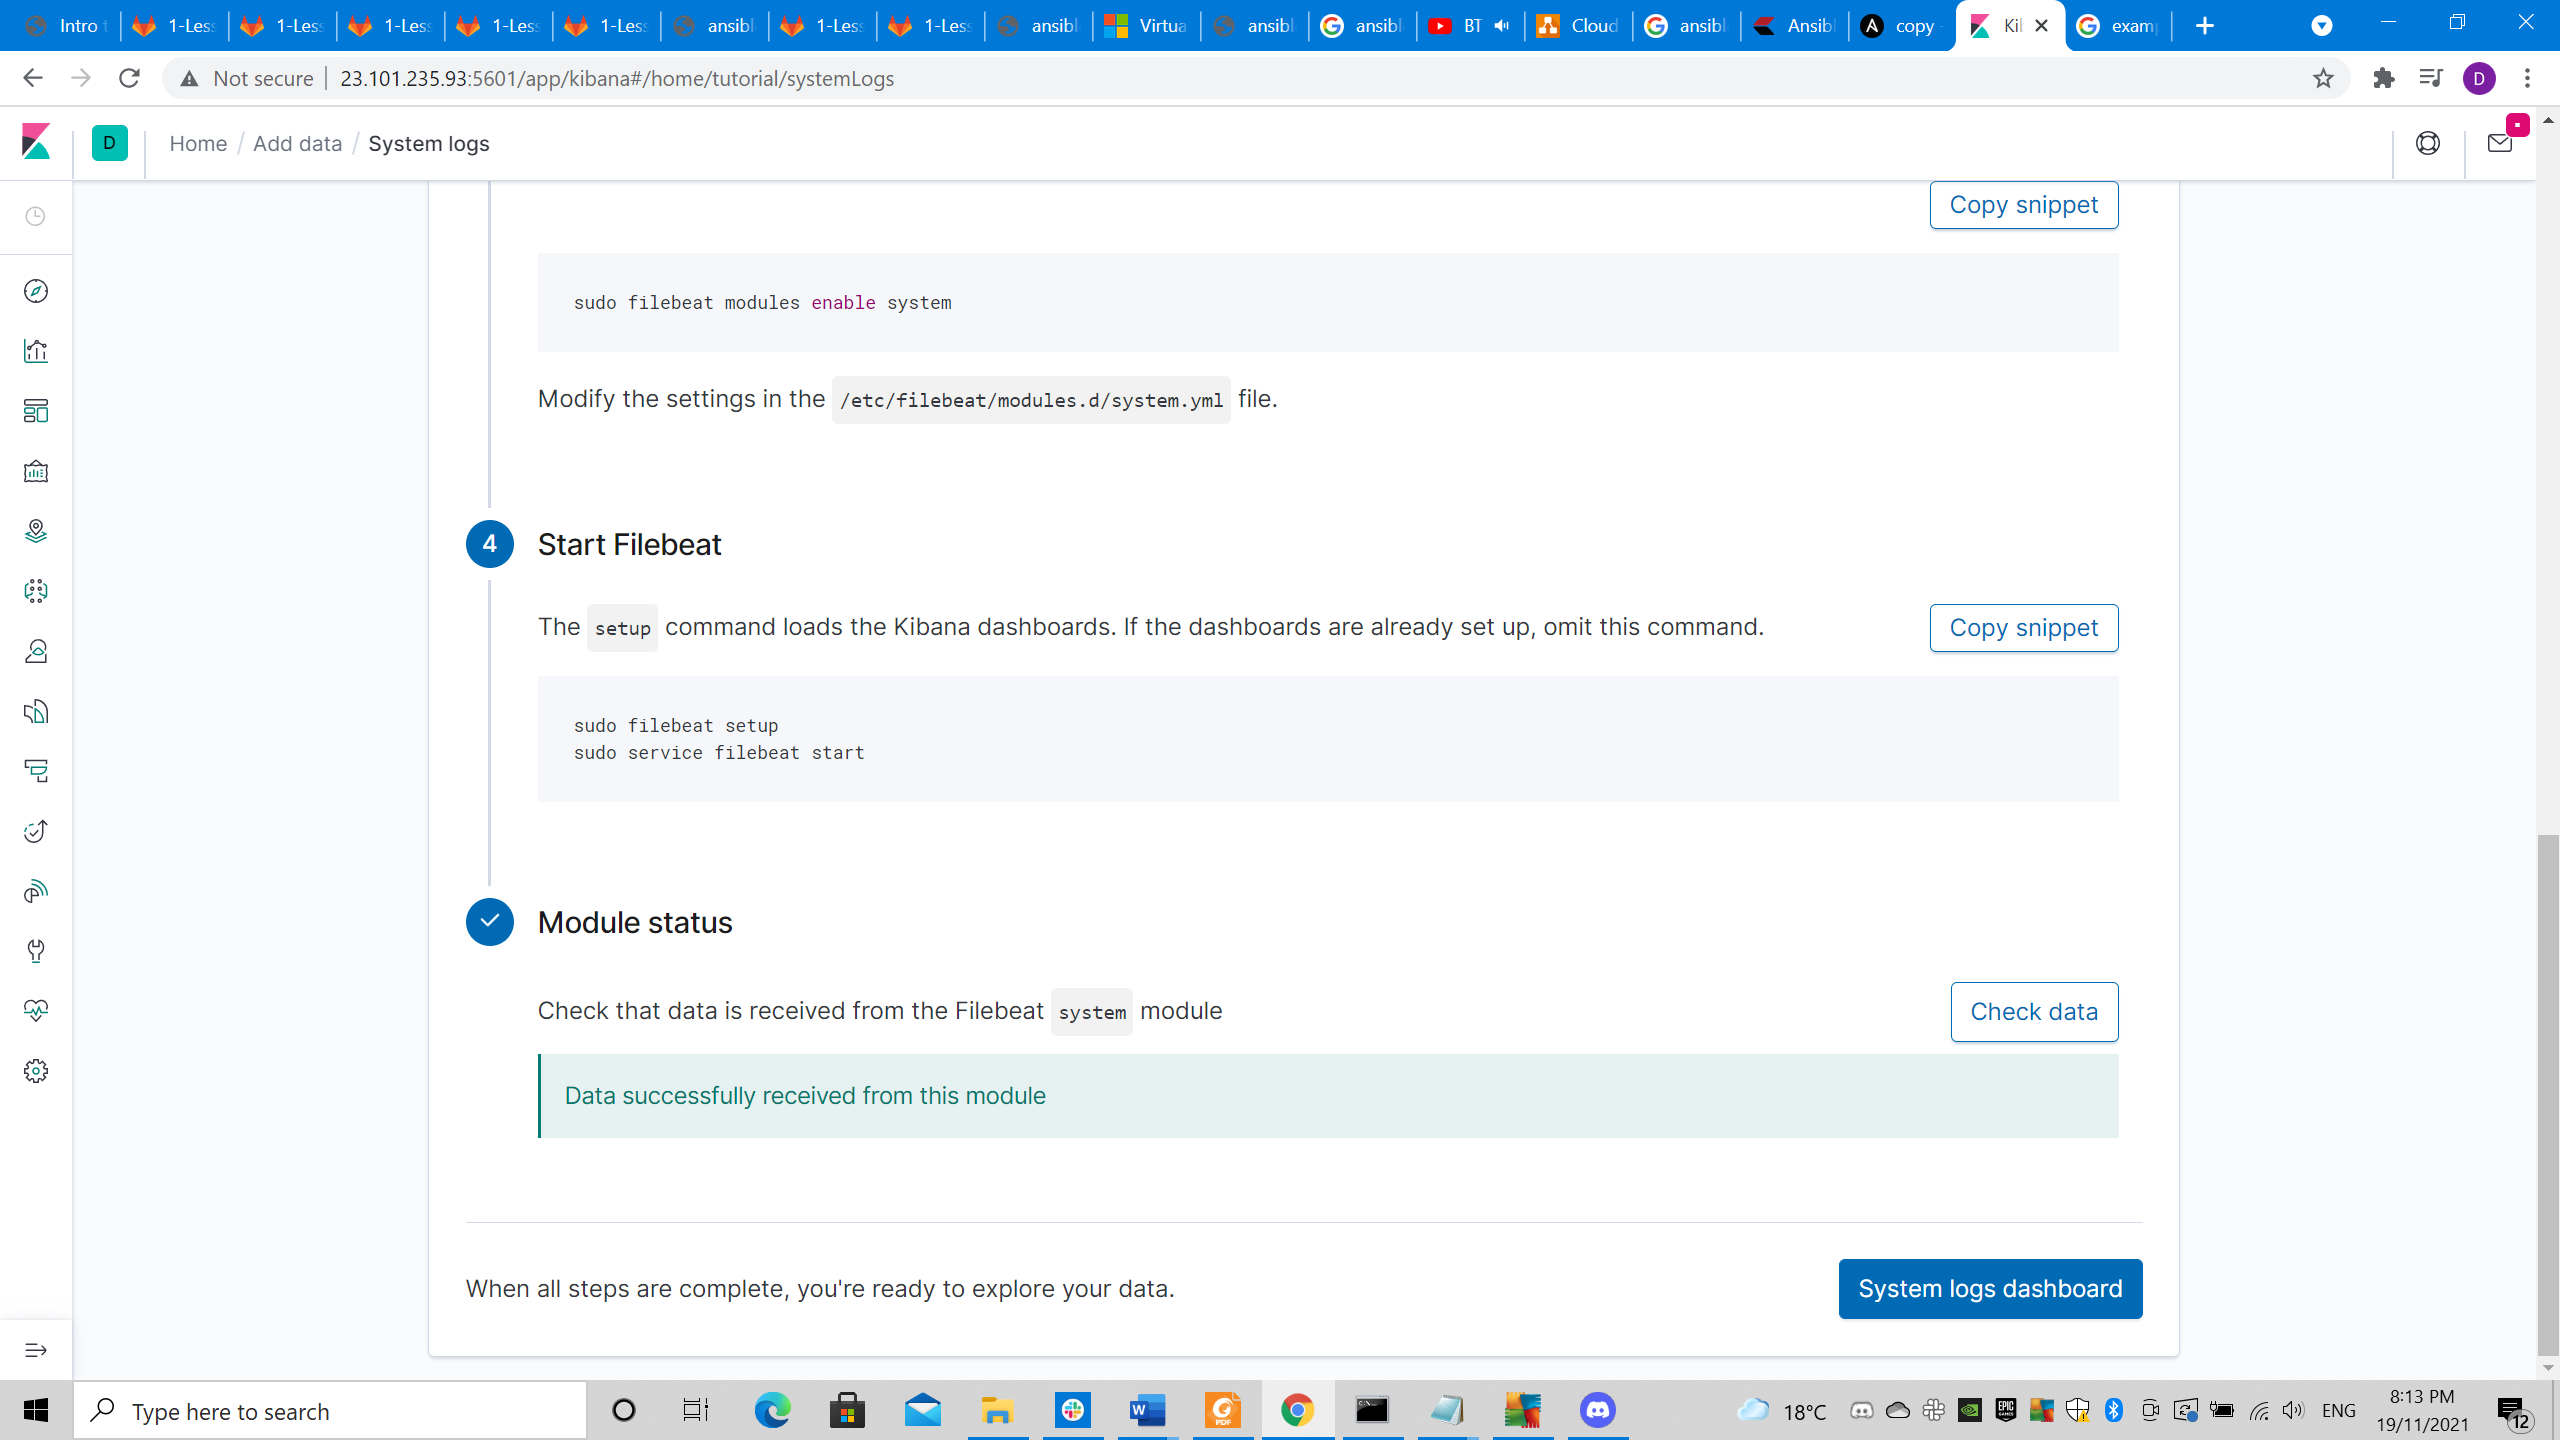 Intro t
1-Less
1-Less
1-Less
1-Less
1-Less
ansibl
1-Less
1-Less
ansibl
Virtua
ansibl
ansibl
BT
Cloud
ansibl
Ansibl
copy
Kil
exam
Not secure
23.101.235.93:5601/app/kibana#/home/tutorial/systemLogs
D
D
Home / Add data / System logs
Copy snippet
sudo filebeat modules enable system
Modify the settings in the /etc/filebeat/modules.d/system.yml file.
4
Start Filebeat
The setup command loads the Kibana dashboards. If the dashboards are already set up, omit this command.
Copy snippet
sudo filebeat setup
sudo service filebeat start
Module status
Check that data is received from the Filebeat system module
Check data
Data successfully received from this module
When all steps are complete, you're ready to explore your data.
System logs dashboard
Type here to search
18°C
ENG
8:13 PM
19/11/2021
12